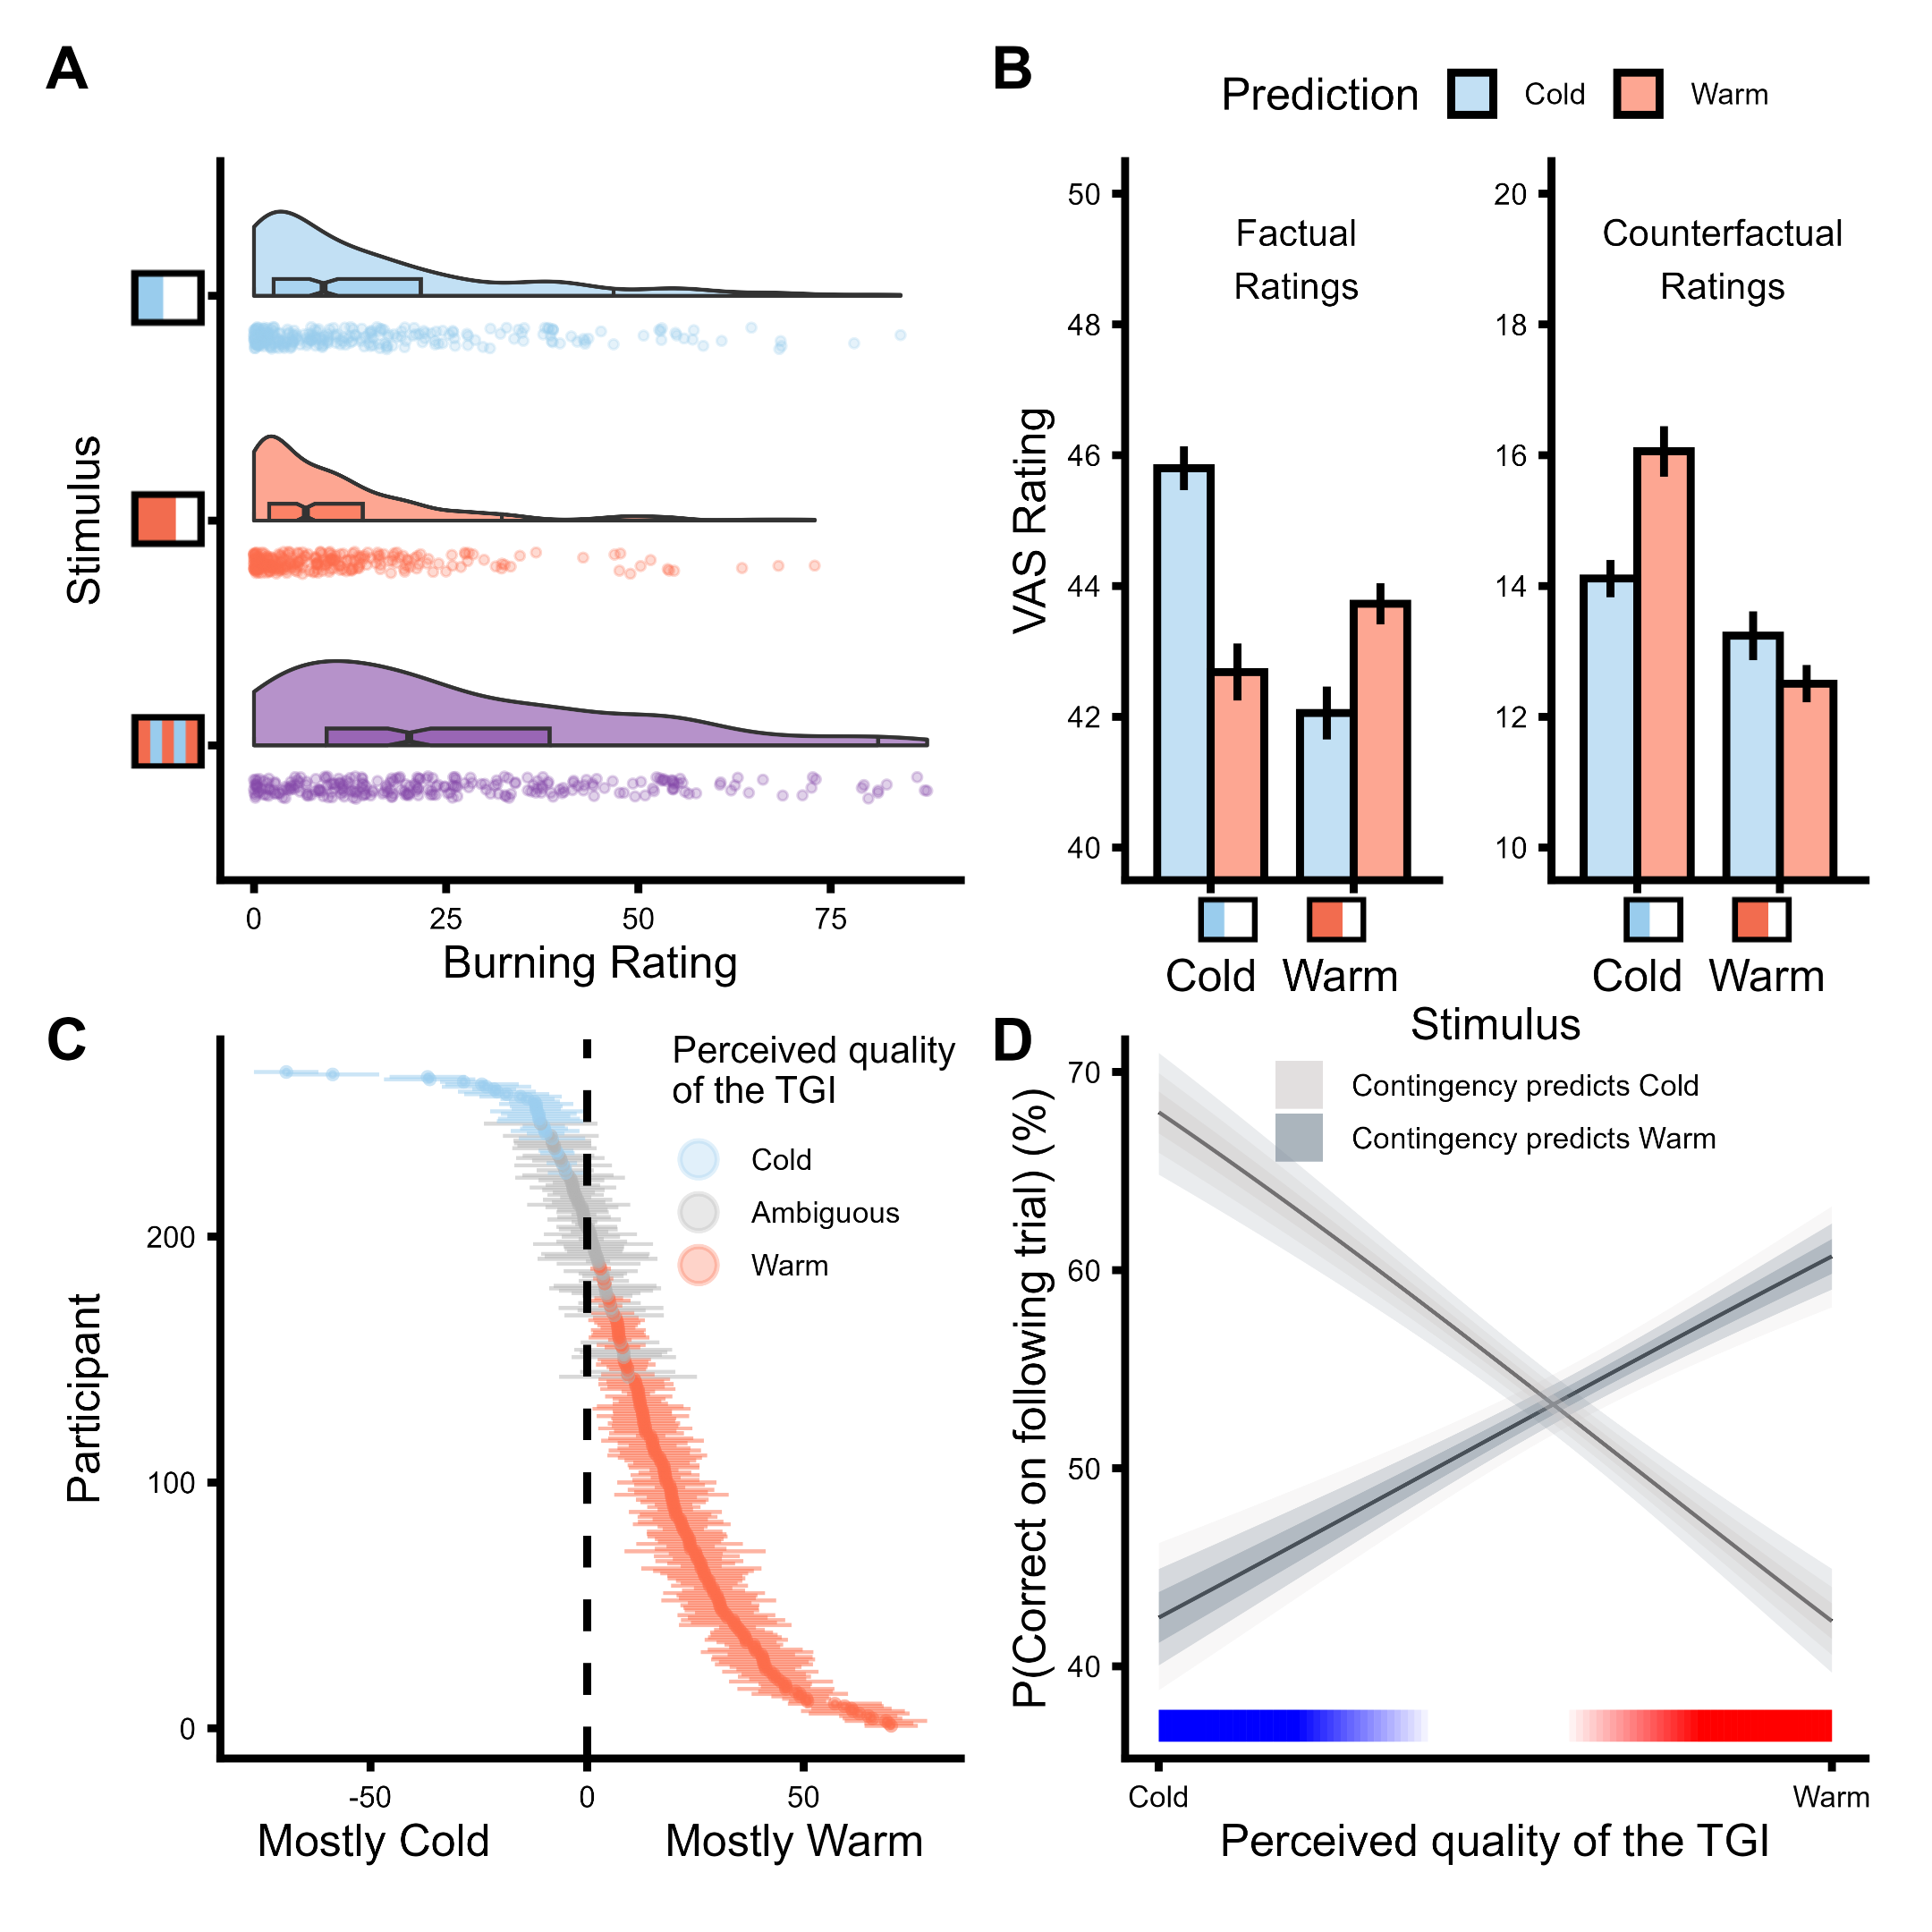 A
Stimulus
0 25 50 75
Burning Rating
B
Prediction Cold Warm
VAS Rating
50
48
46
44
42
40
Factual
Ratings
20
18
16
14
12
10
Counterfactual
Ratings
Cold Warm
Cold Warm
Stimulus
C
Participant
200
100
0
Perceived quality
of the TGI
Cold
Ambiguous
Warm
-50 0 50
Mostly Cold Mostly Warm
D
P(Correct on following trial) (%)
70
60
50
40
Contingency predicts Cold
Contingency predicts Warm
Cold Warm
Perceived quality of the TGI